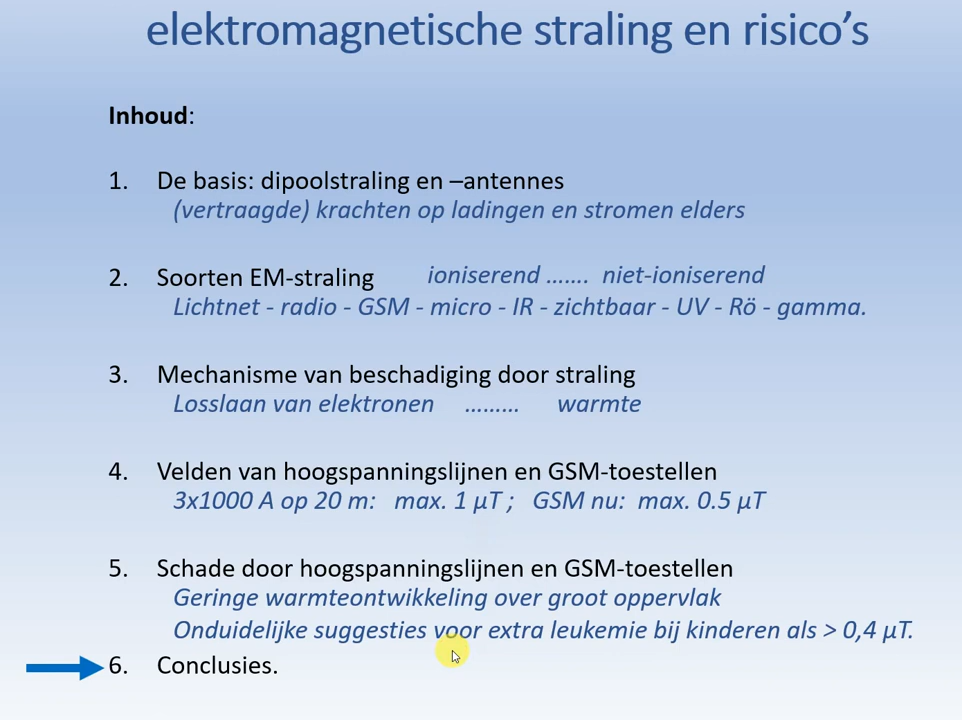 elektromagnetische straling en risico’s
Inhoud:
1. De basis: dipoolstraling en –antennes
(vertraagde) krachten op ladingen en stromen elders
2. Soorten EM-straling ioniserend ……. niet-ioniserend
Lichtnet - radio - GSM - micro - IR - zichtbaar - UV - Rö - gamma.
3. Mechanisme van beschadiging door straling
Losslaan van elektronen ……… warmte
4. Velden van hoogspanningslijnen en GSM-toestellen
3x1000 A op 20 m: max. 1 µT ; GSM nu: max. 0.5 µT
5. Schade door hoogspanningslijnen en GSM-toestellen
Geringe warmteontwikkeling over groot oppervlak
Onduidelijke suggesties voor extra leukemie bij kinderen als > 0,4 µT.
6. Conclusies.